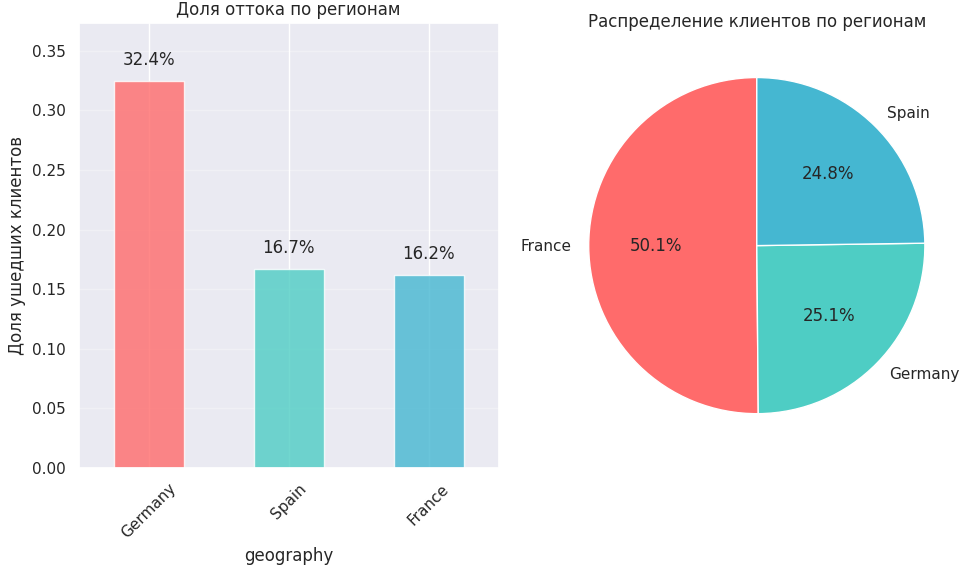 Доля оттока по регионам
0.35
0.30
0.25
0.20
0.15
0.10
0.05
0.00
Доля ушедших клиентов
32.4%
16.7%
16.2%
Germany
Spain
France
geography
Распределение клиентов по регионам
Spain
24.8%
France
50.1%
25.1%
Germany